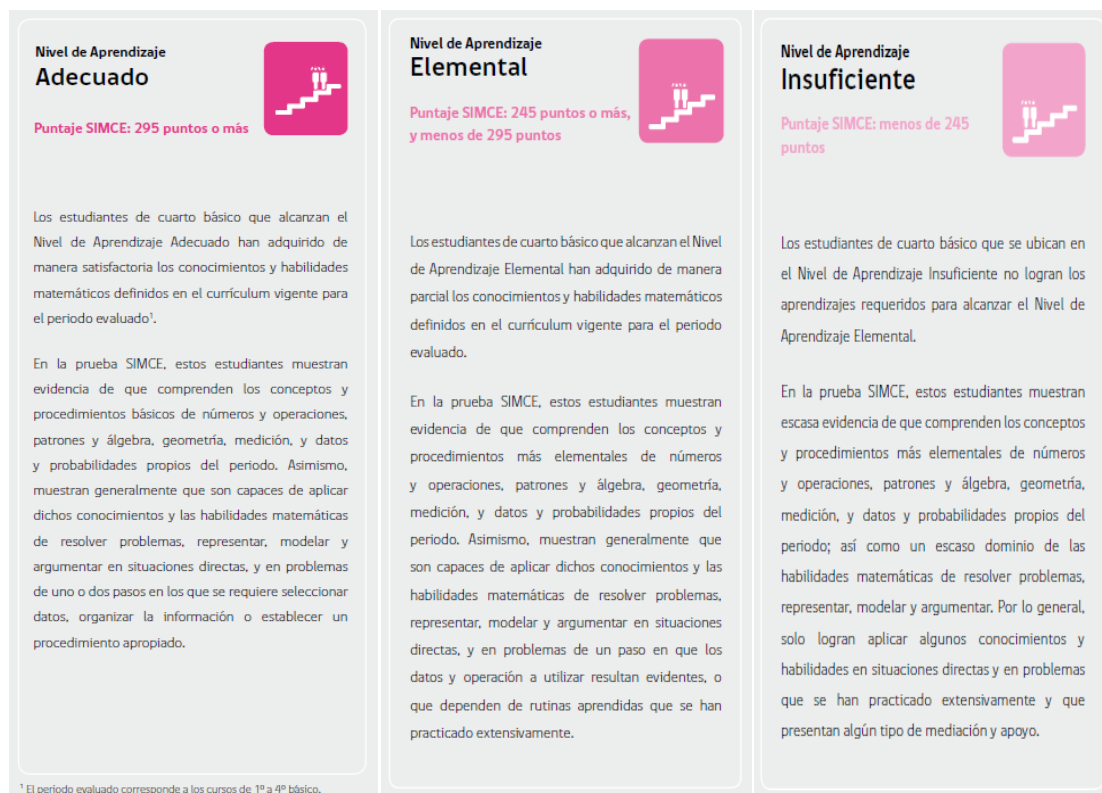 Nivel de Aprendizaje
Adecuado
Puntaje SIMCE: 295 puntos o más
Los estudiantes de cuarto básico que alcanzan el
Nivel de Aprendizaje Adecuado han adquirido de
manera satisfactoria los conocimientos y habilidades
matemáticos definidos en el currículum vigente para
el periodo evaluado¹.
En la prueba SIMCE, estos estudiantes muestran
evidencia de que comprenden los conceptos y
procedimientos básicos de números y operaciones,
patrones y álgebra, geometría, medición, y datos
y probabilidades propios del periodo. Asimismo,
muestran generalmente que son capaces de aplicar
dichos conocimientos y las habilidades matemáticas
de resolver problemas, representar, modelar y
argumentar en situaciones directas, y en problemas
de uno o dos pasos en los que se requiere seleccionar
datos, organizar la información o establecer un
procedimiento apropiado.
¹ El periodo evaluado corresponde a los cursos de 1º a 4º básico.
Nivel de Aprendizaje
Elemental
Puntaje SIMCE: 245 puntos o más,
y menos de 295 puntos
Los estudiantes de cuarto básico que alcanzan el Nivel
de Aprendizaje Elemental han adquirido de manera
parcial los conocimientos y habilidades matemáticos
definidos en el currículum vigente para el periodo
evaluado.
En la prueba SIMCE, estos estudiantes muestran
evidencia de que comprenden los conceptos y
procedimientos más elementales de números
y operaciones, patrones y álgebra, geometría,
medición, y datos y probabilidades propios del
periodo. Asimismo, muestran generalmente que
son capaces de aplicar dichos conocimientos y las
habilidades matemáticas de resolver problemas,
representar, modelar y argumentar en situaciones
directas, y en problemas de un paso en que los
datos y operación a utilizar resultan evidentes, o
que dependen de rutinas aprendidas que se han
practicado extensivamente.
Nivel de Aprendizaje
Insuficiente
Puntaje SIMCE: menos de 245
puntos
Los estudiantes de cuarto básico que se ubican en
el Nivel de Aprendizaje Insuficiente no logran los
aprendizajes requeridos para alcanzar el Nivel de
Aprendizaje Elemental.
En la prueba SIMCE, estos estudiantes muestran
escasa evidencia de que comprenden los conceptos
y procedimientos más elementales de números
y operaciones, patrones y álgebra, geometría,
medición, y datos y probabilidades propios del
periodo; así como un escaso dominio de las
habilidades matemáticas de resolver problemas,
representar, modelar y argumentar. Por lo general,
solo logran aplicar algunos conocimientos y
habilidades en situaciones directas y en problemas
que se han practicado extensivamente y que
presentan algún tipo de mediación y apoyo.